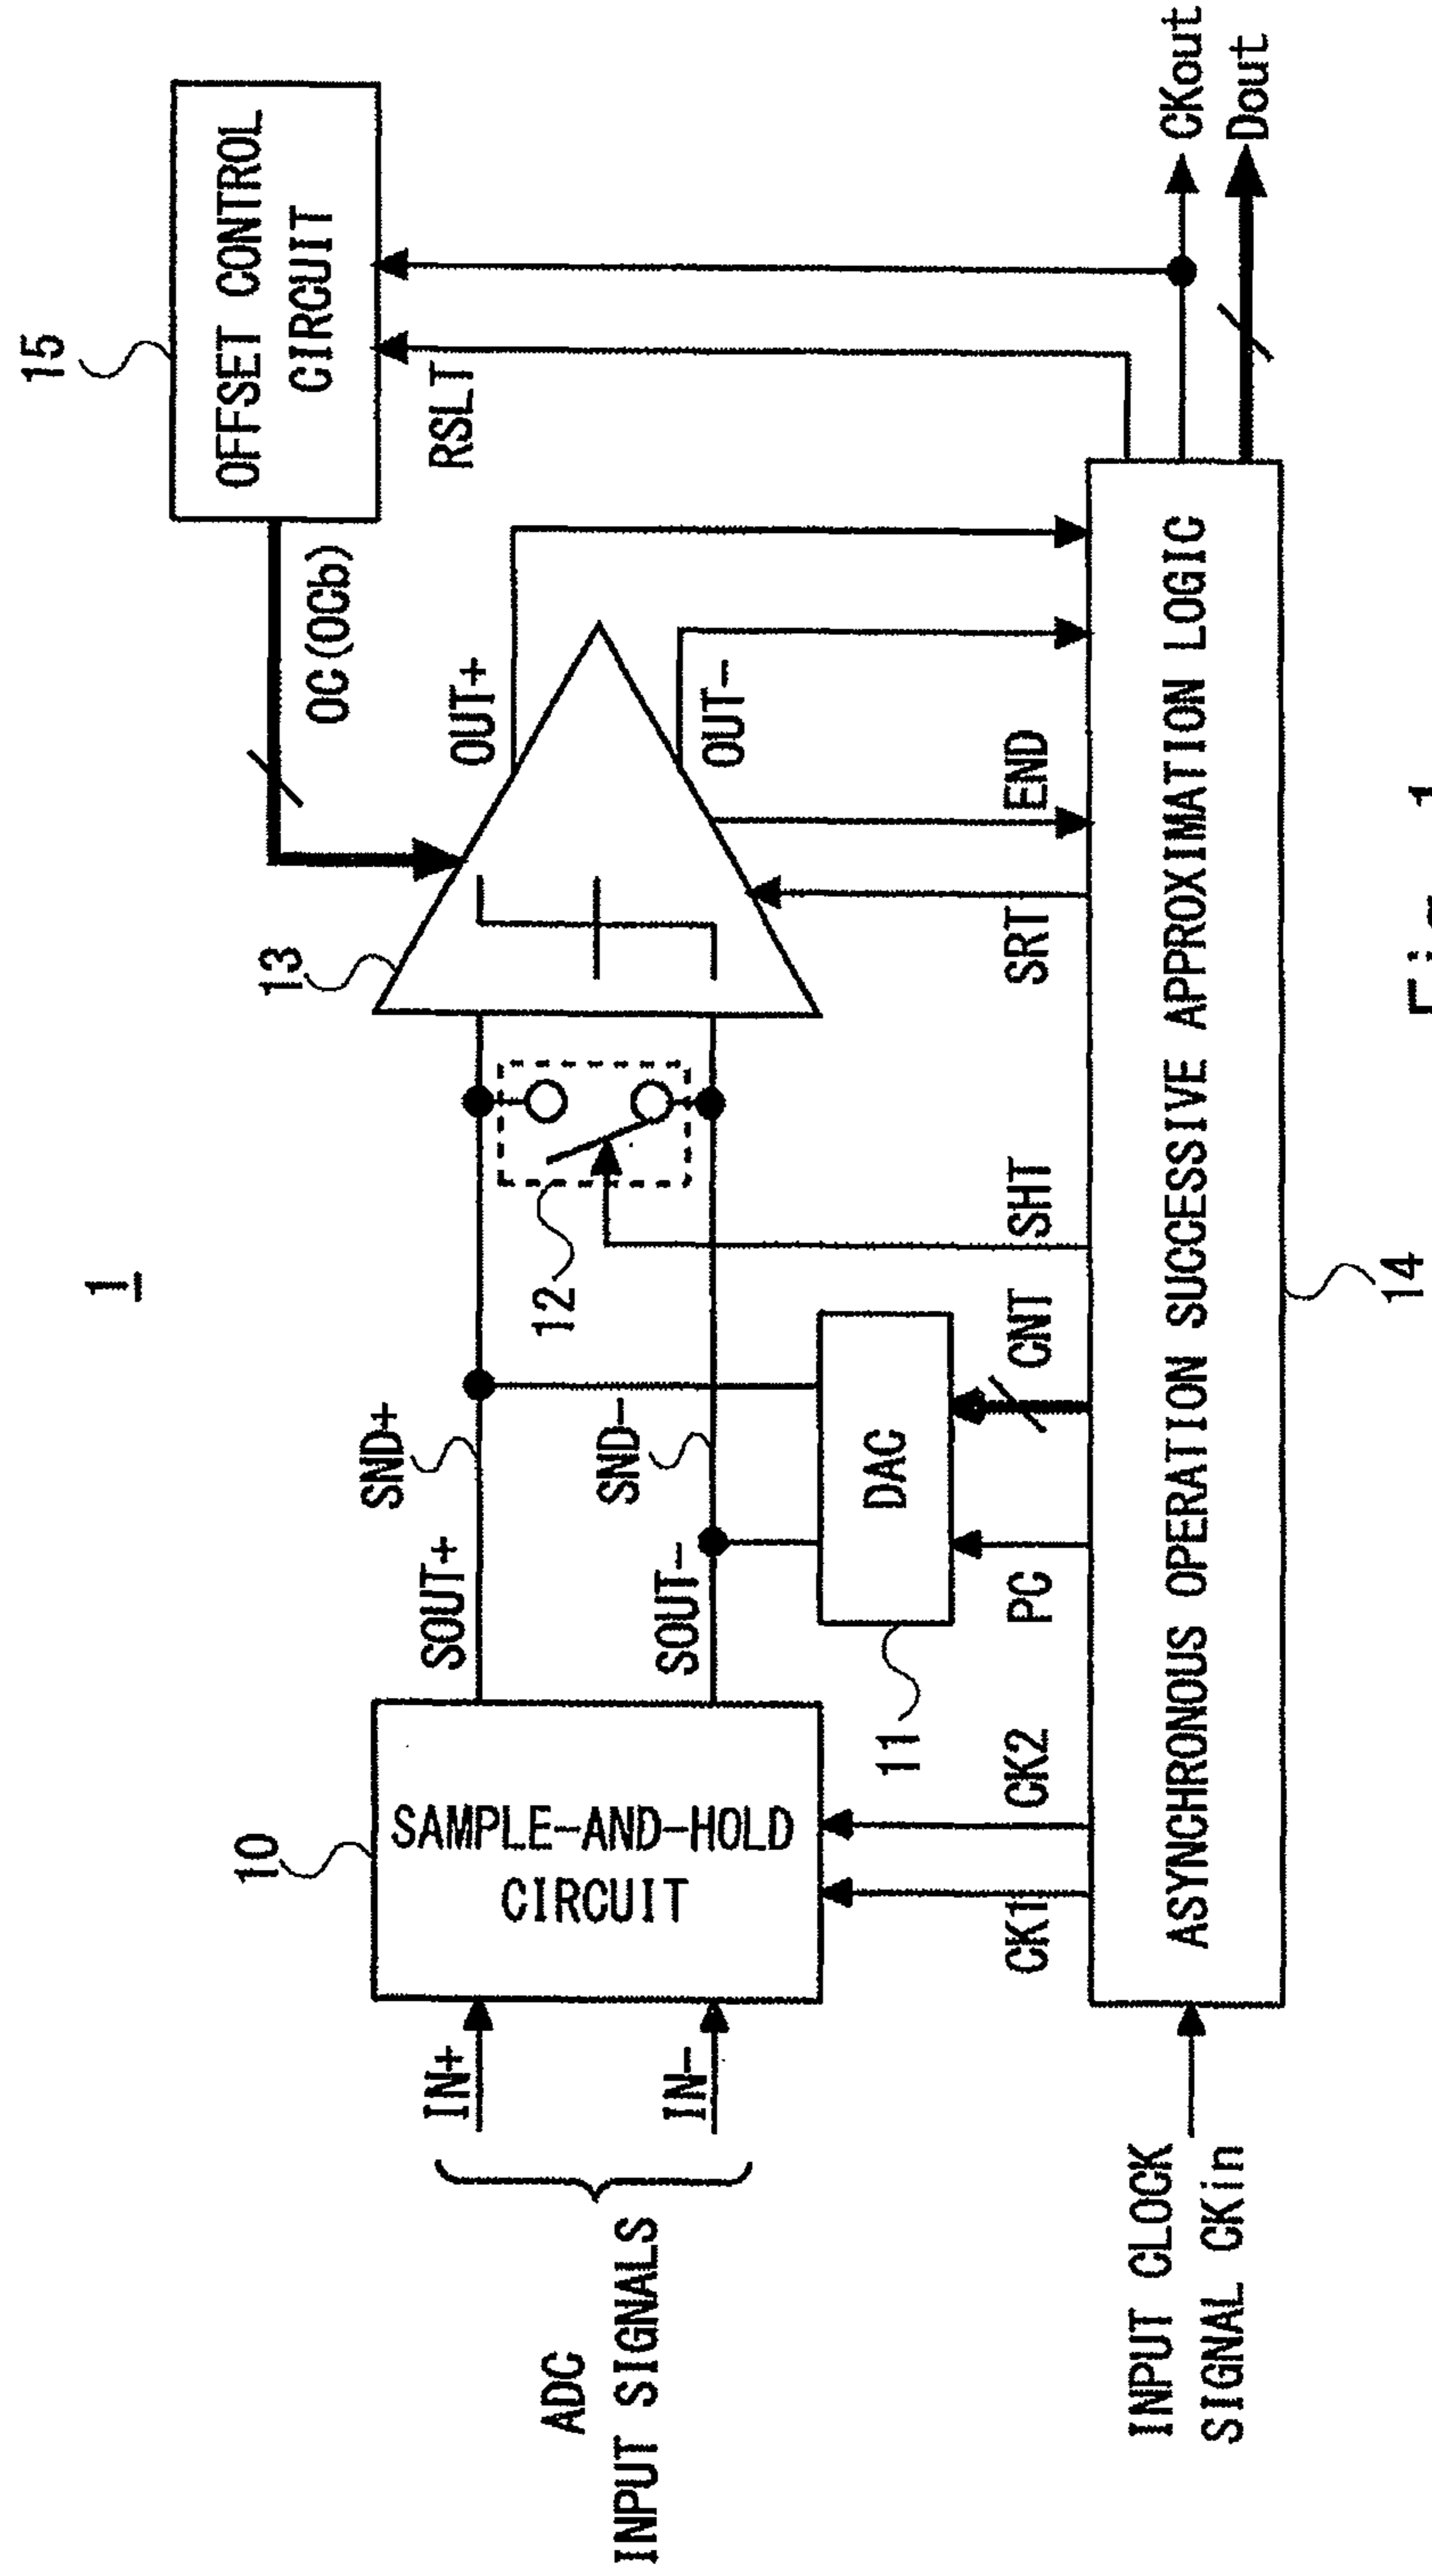 1
15
OFFSET CONTROL
CIRCUIT
OC(OCb)
RSLT
13
OUT+
OUT-
10
SAMPLE-AND-HOLD
CIRCUIT
ADC
INPUT SIGNALS
IN+
IN-
SOUT+
SND+
SOUT-
SND-
12
11
DAC
CK1
CK2
PC
CNT
SHT
SRT
END
INPUT CLOCK
SIGNAL CKin
ASYNCHRONOUS OPERATION SUCCESSIVE APPROXIMATION LOGIC
14
CKout
Dout